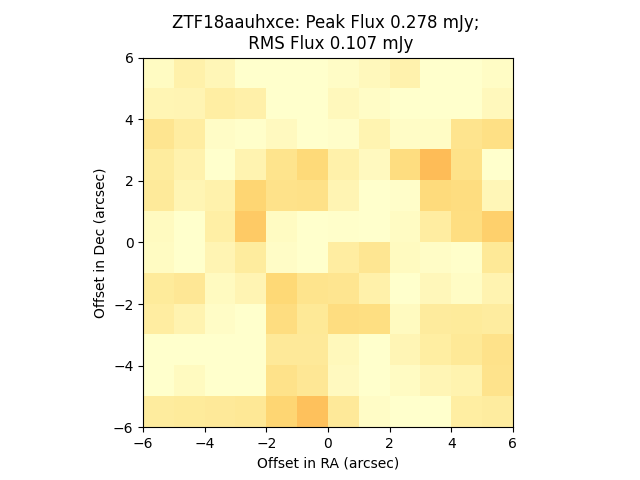 ZTF18aauhxce: Peak Flux 0.278 mJy;
RMS Flux 0.107 mJy
6
4
2
0
−2
−4
−6
Offset in Dec (arcsec)
−6 −4 −2 0 2 4 6
Offset in RA (arcsec)